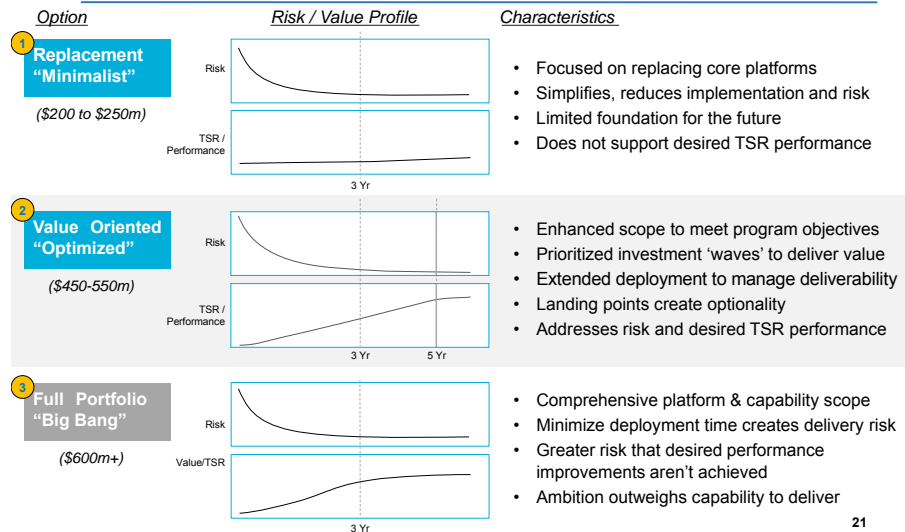 Option
Risk / Value Profile
Characteristics
1
Replacement
“Minimalist”
($200 to $250m)
Risk
TSR /
Performance
3 Yr
• Focused on replacing core platforms
• Simplifies, reduces implementation and risk
• Limited foundation for the future
• Does not support desired TSR performance
2
Value Oriented
“Optimized”
($450-550m)
Risk
TSR /
Performance
3 Yr
5 Yr
• Enhanced scope to meet program objectives
• Prioritized investment ‘waves’ to deliver value
• Extended deployment to manage deliverability
• Landing points create optionality
• Addresses risk and desired TSR performance
3
Full Portfolio
“Big Bang”
($600m+)
Risk
Value/TSR
3 Yr
• Comprehensive platform & capability scope
• Minimize deployment time creates delivery risk
• Greater risk that desired performance
improvements aren’t achieved
• Ambition outweighs capability to deliver
21